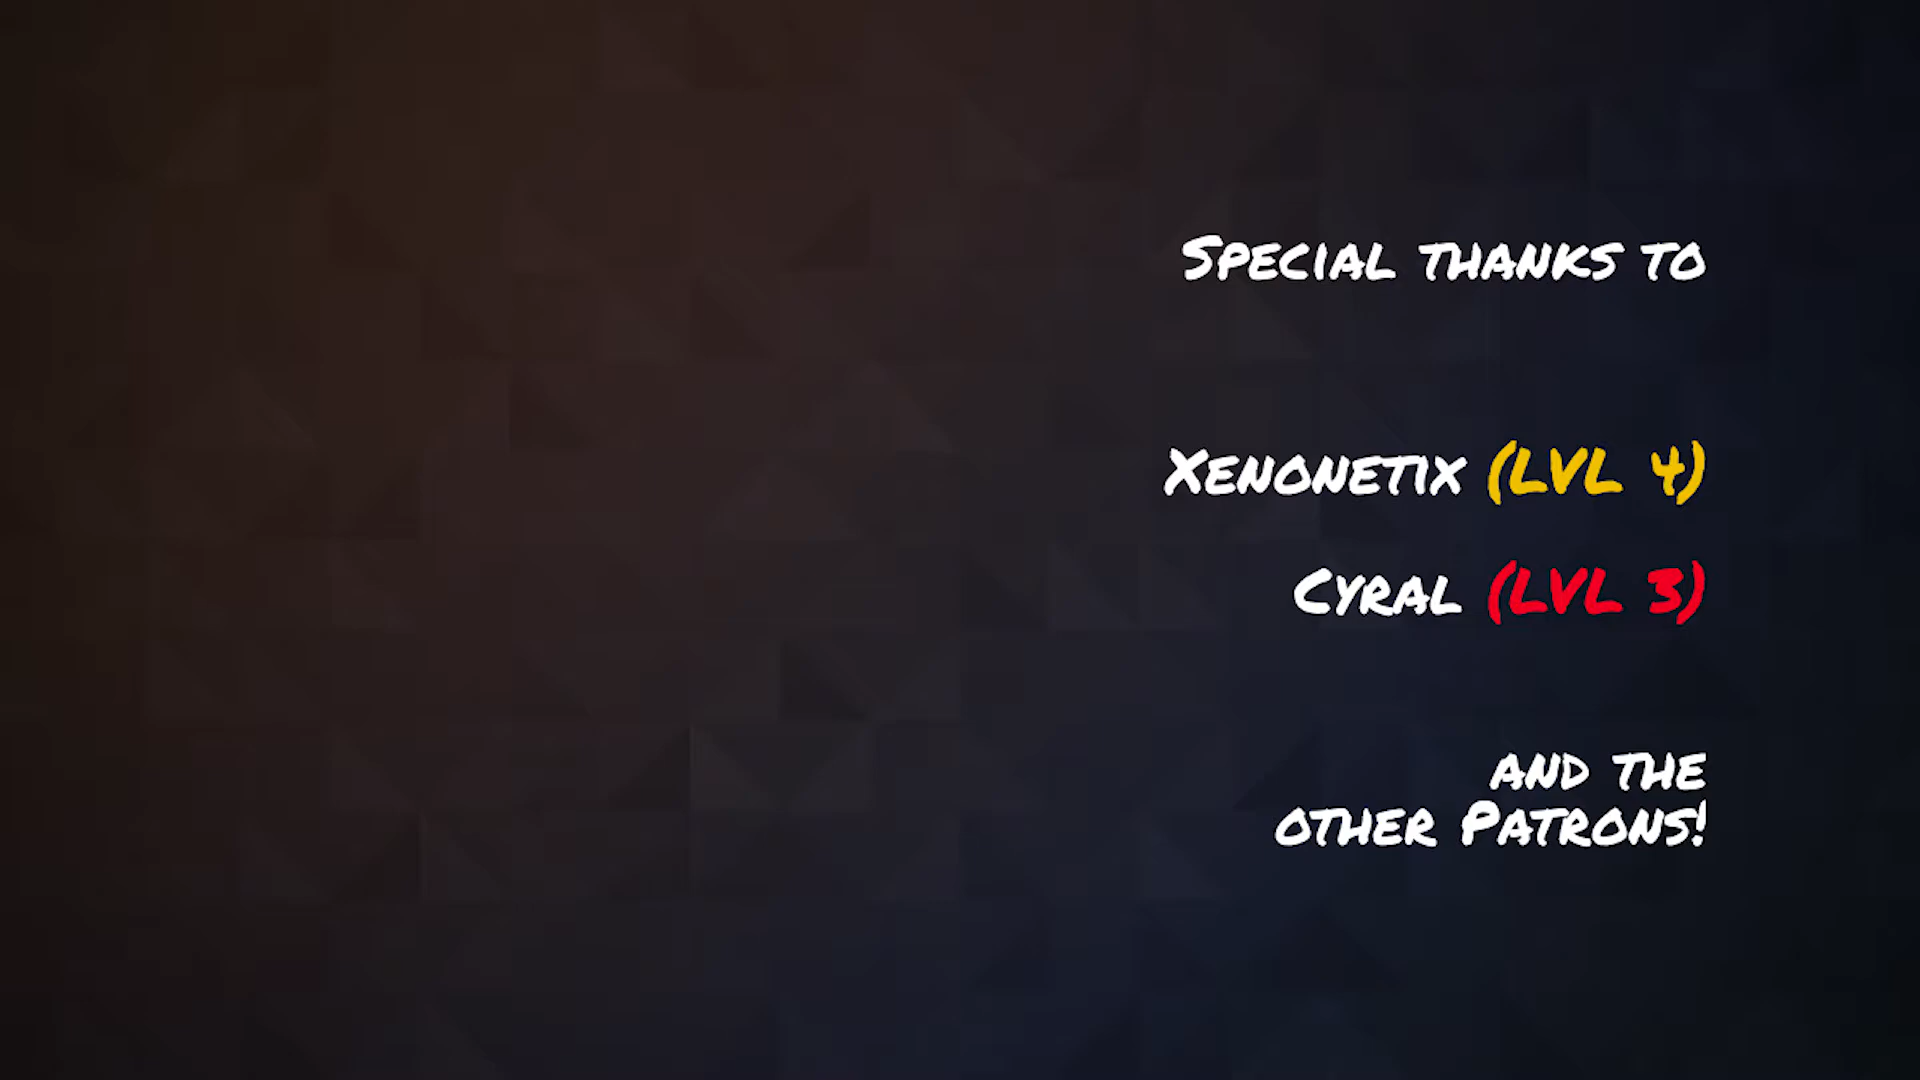 Special thanks to
Xenonetix (LVL 4)
Cyral (LVL 3)
and the
other Patrons!